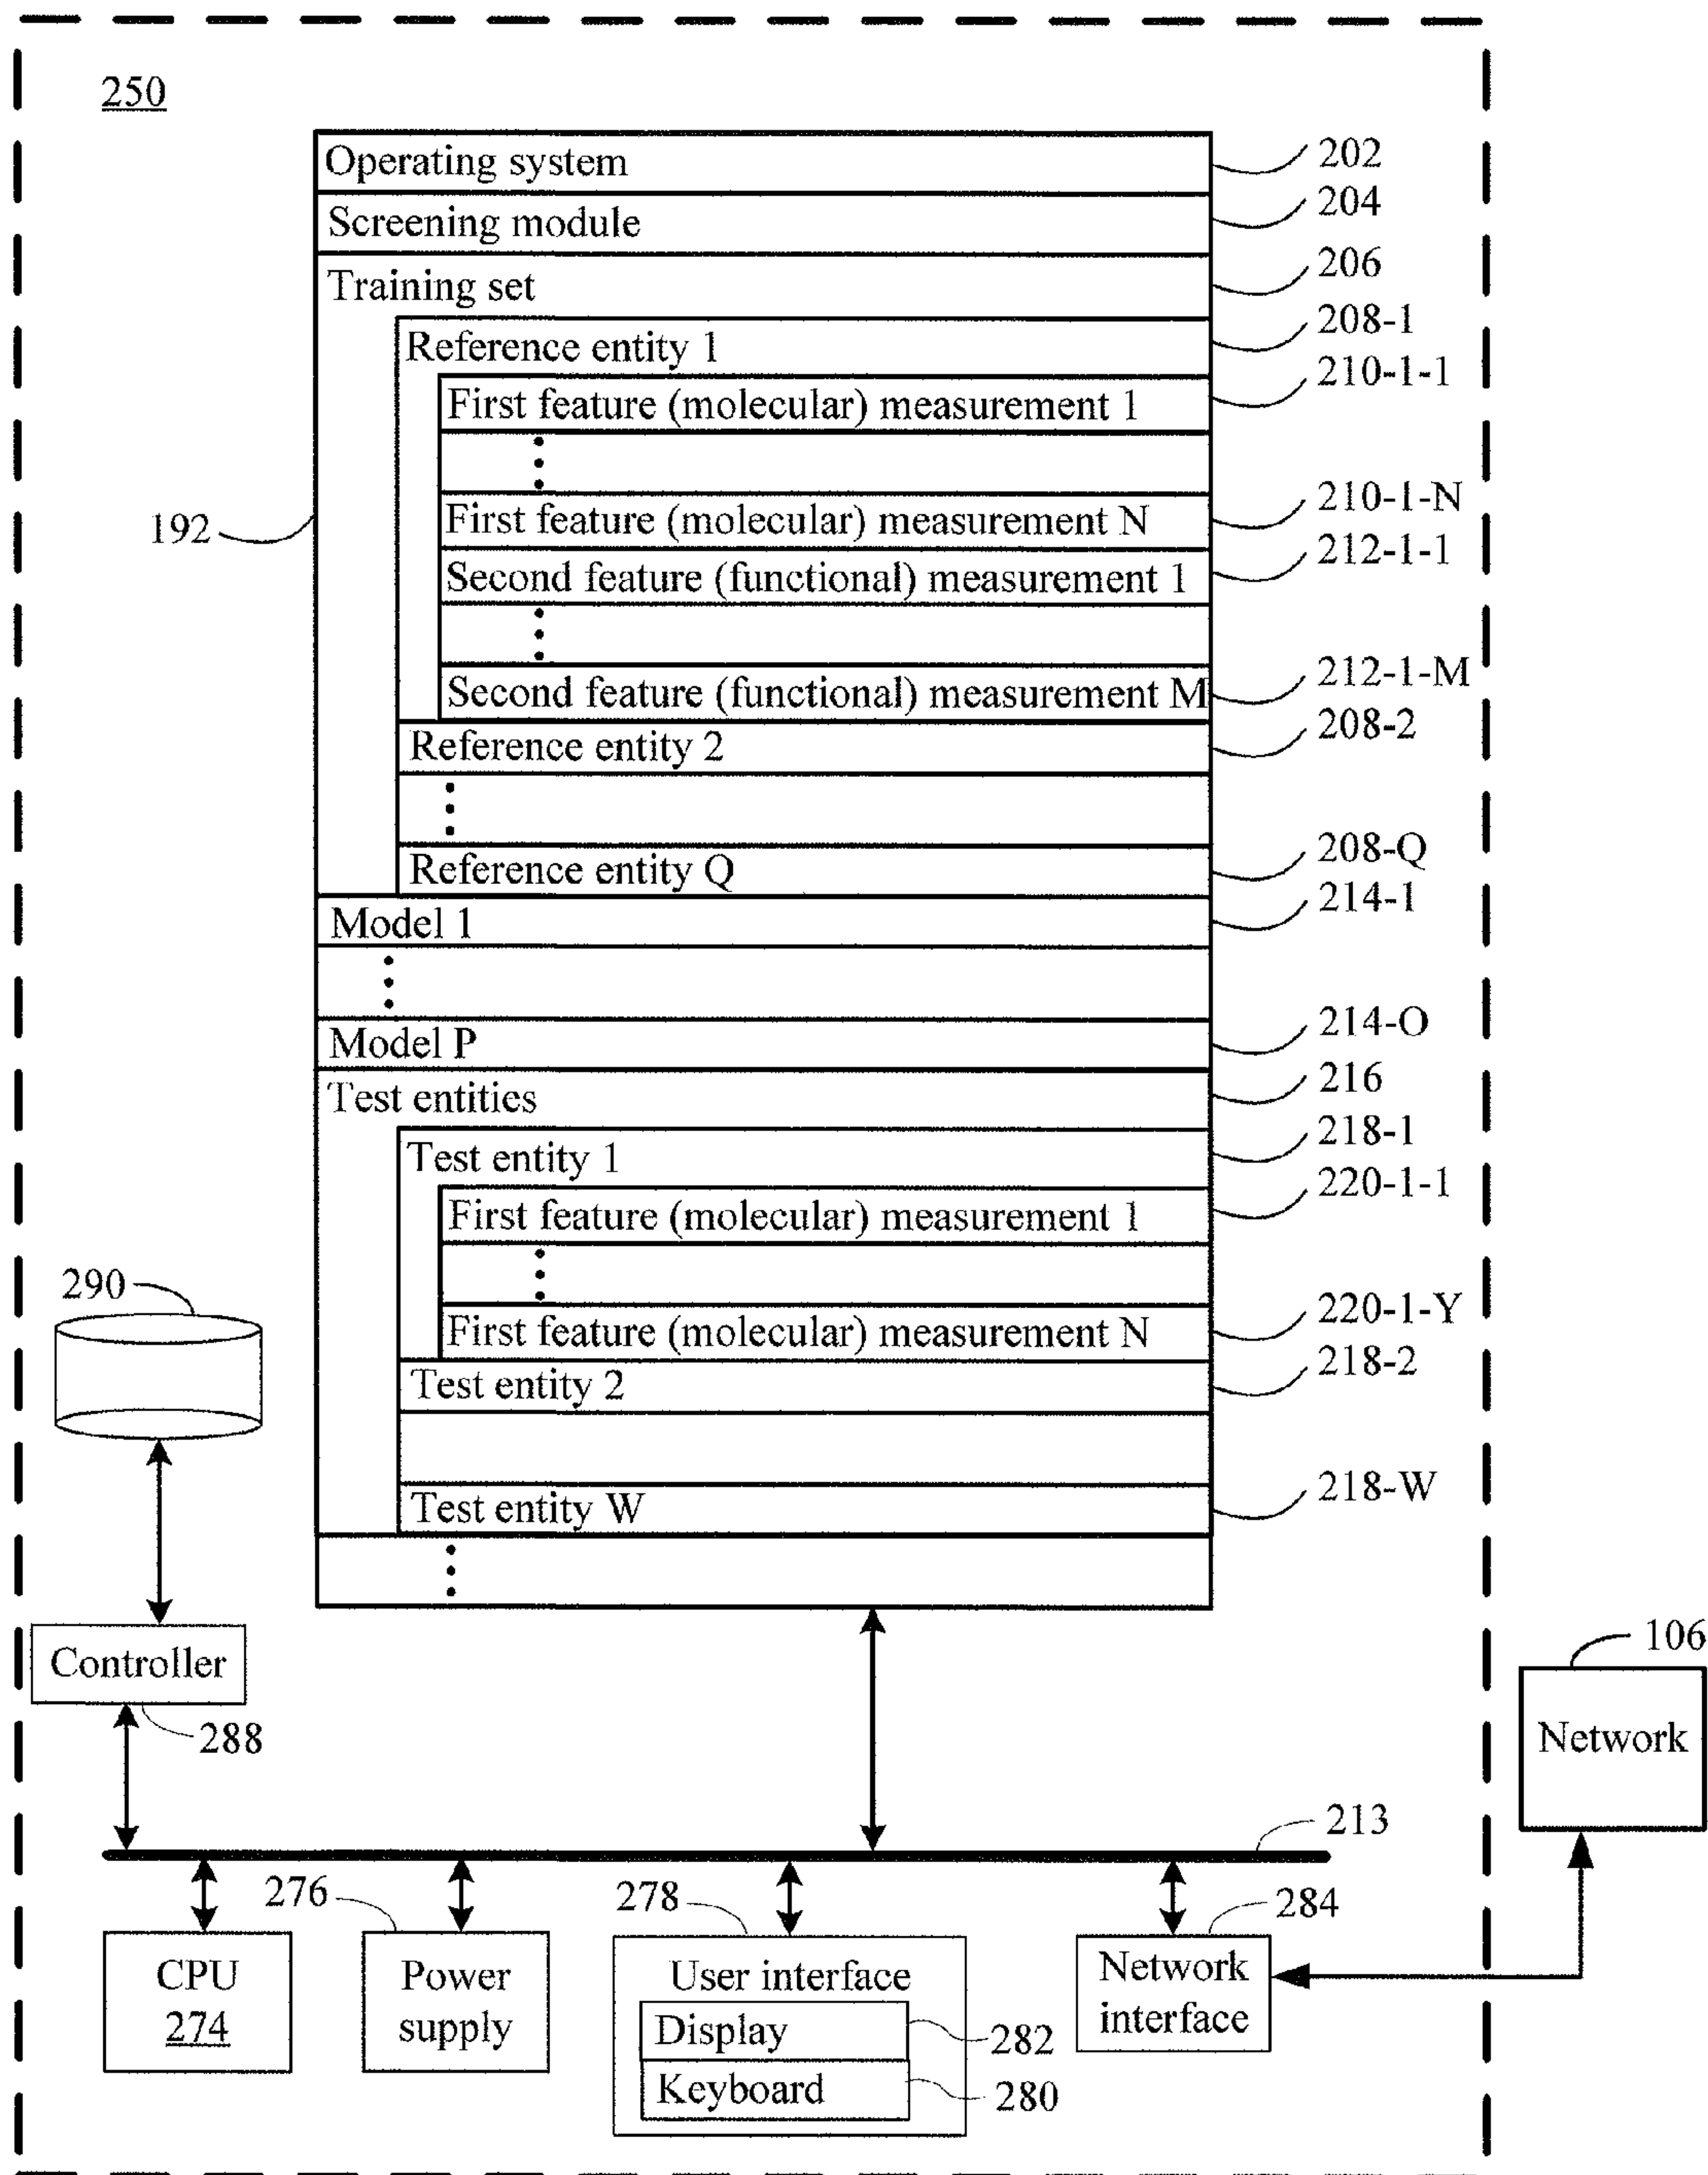 250
Operating system 202
Screening module 204
Training set 206
Reference entity 1 208-1
First feature (molecular) measurement 1 210-1-1
First feature (molecular) measurement N 210-1-N
192
Second feature (functional) measurement 1 212-1-1
Second feature (functional) measurement M 212-1-M
Reference entity 2 208-2
Reference entity Q 208-Q
Model 1 214-1
Model P 214-O
Test entities 216
Test entity 1 218-1
First feature (molecular) measurement 1 220-1-1
First feature (molecular) measurement N 220-1-Y
290
Test entity 2 218-2
Test entity W 218-W
Controller
288
106
Network
213
276
278
284
CPU
274
Power
supply
User interface
Display 282
Keyboard 280
Network
interface